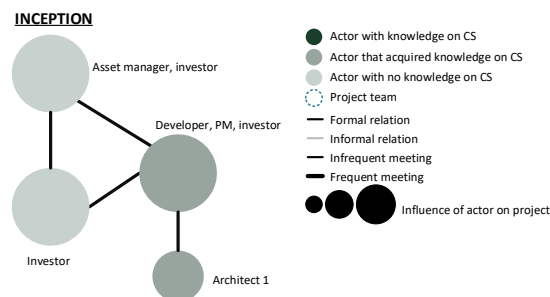 INCEPTION
Asset manager, investor
Developer, PM, investor
Investor
Architect 1
Actor with knowledge on CS
Actor that acquired knowledge on CS
Actor with no knowledge on CS
Project team
Formal relation
Informal relation
Infrequent meeting
Frequent meeting
Influence of actor on project